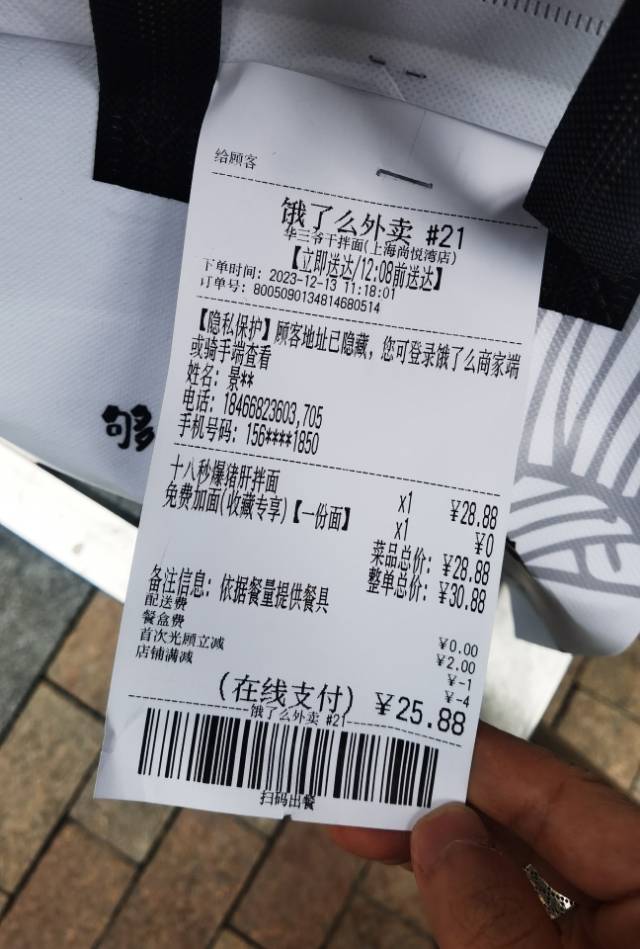 给顾客
饿了么外卖 #21
华三爷干拌面(上海尚悦湾店)
【立即送达/12:08前送达】
下单时间: 2023-12-13 11:18:01
订单号: 8005090134814680514
【隐私保护】顾客地址已隐藏，您可登录饿了么商家端
或骑手端查看
姓名: 景**
电话: 18466823603,705
手机号码: 156****1850
十八秒爆猪肝拌面 x1 ¥28.88
免费加面(收藏专享)【一份面】 x1 ¥0
菜品总价: ¥28.88
整单总价: ¥30.88
备注信息: 依据餐量提供餐具
配送费 ¥0.00
餐盒费 ¥2.00
首次光顾立减 ¥-1
店铺满减 ¥-4
(在线支付) ¥25.88
饿了么外卖 #21
扫码出餐
够